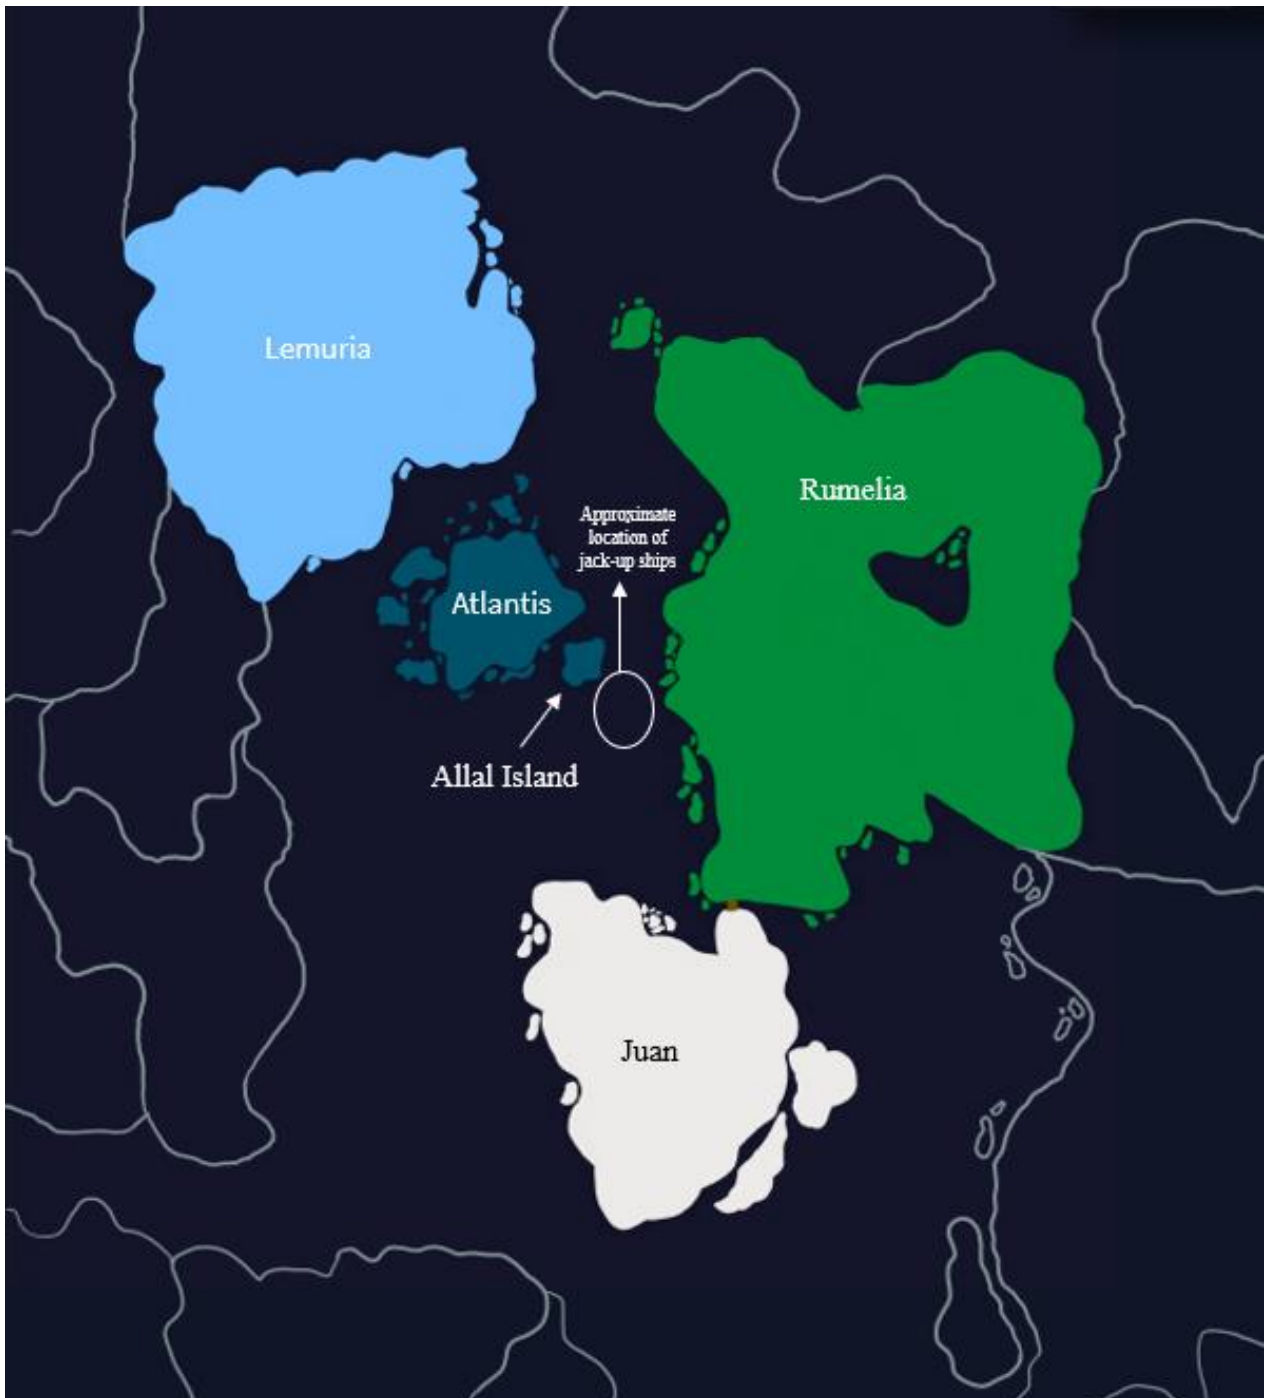 Lemuria
Rumelia
Approximate
location of
jack-up ships
Atlantis
Allal Island
Juan